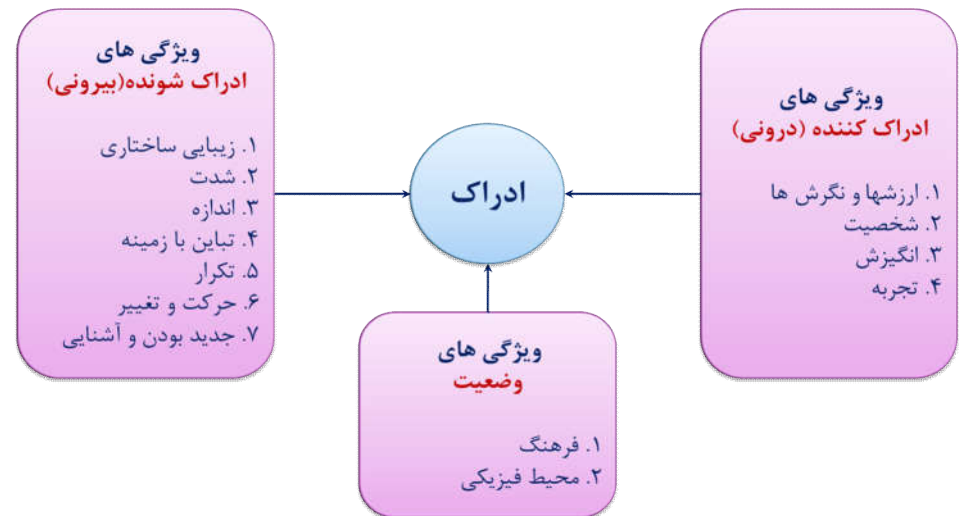 ویژگی های
ادراک کننده (درونی)
۱. ارزشها و نگرش ها
۲. شخصیت
۳. انگیزش
۴. تجربه
ادراک
ویژگی های
ادراک شونده(بیرونی)
۱. زیبایی ساختاری
۲. شدت
۳. اندازه
۴. تباین با زمینه
۵. تکرار
۶. حرکت و تغییر
۷. جدید بودن و آشنایی
ویژگی های
وضعیت
۱. فرهنگ
۲. محیط فیزیکی